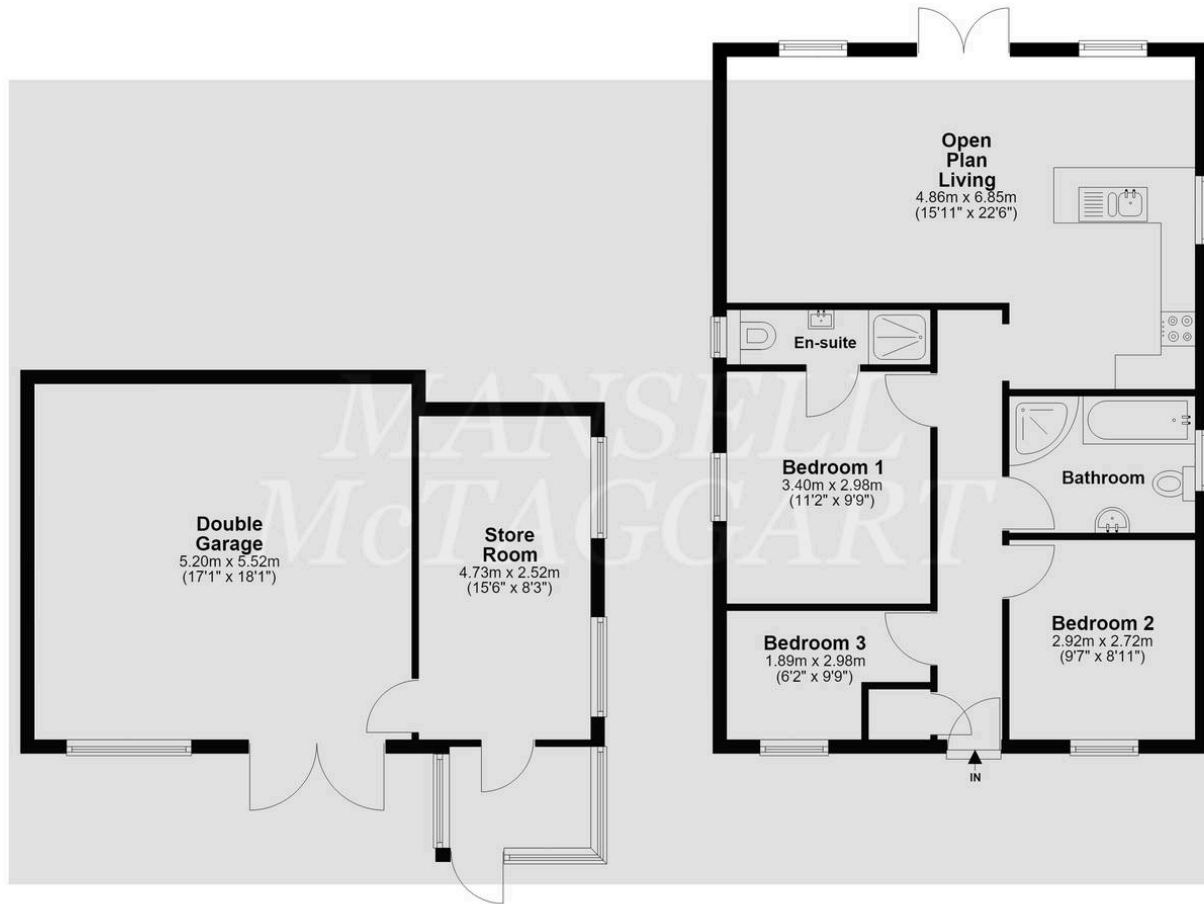 Open
Plan
Living
4.86m x 6.85m
(15'11" x 22'6")
En-suite
MANSELL
McTAGGART
Bedroom 1
3.40m x 2.98m
(11'2" x 9'9")
Bathroom
Double
Garage
5.20m x 5.52m
(17'1" x 18'1")
Store
Room
4.73m x 2.52m
(15'6" x 8'3")
Bedroom 3
1.89m x 2.98m
(6'2" x 9'9")
Bedroom 2
2.92m x 2.72m
(9'7" x 8'11")
IN